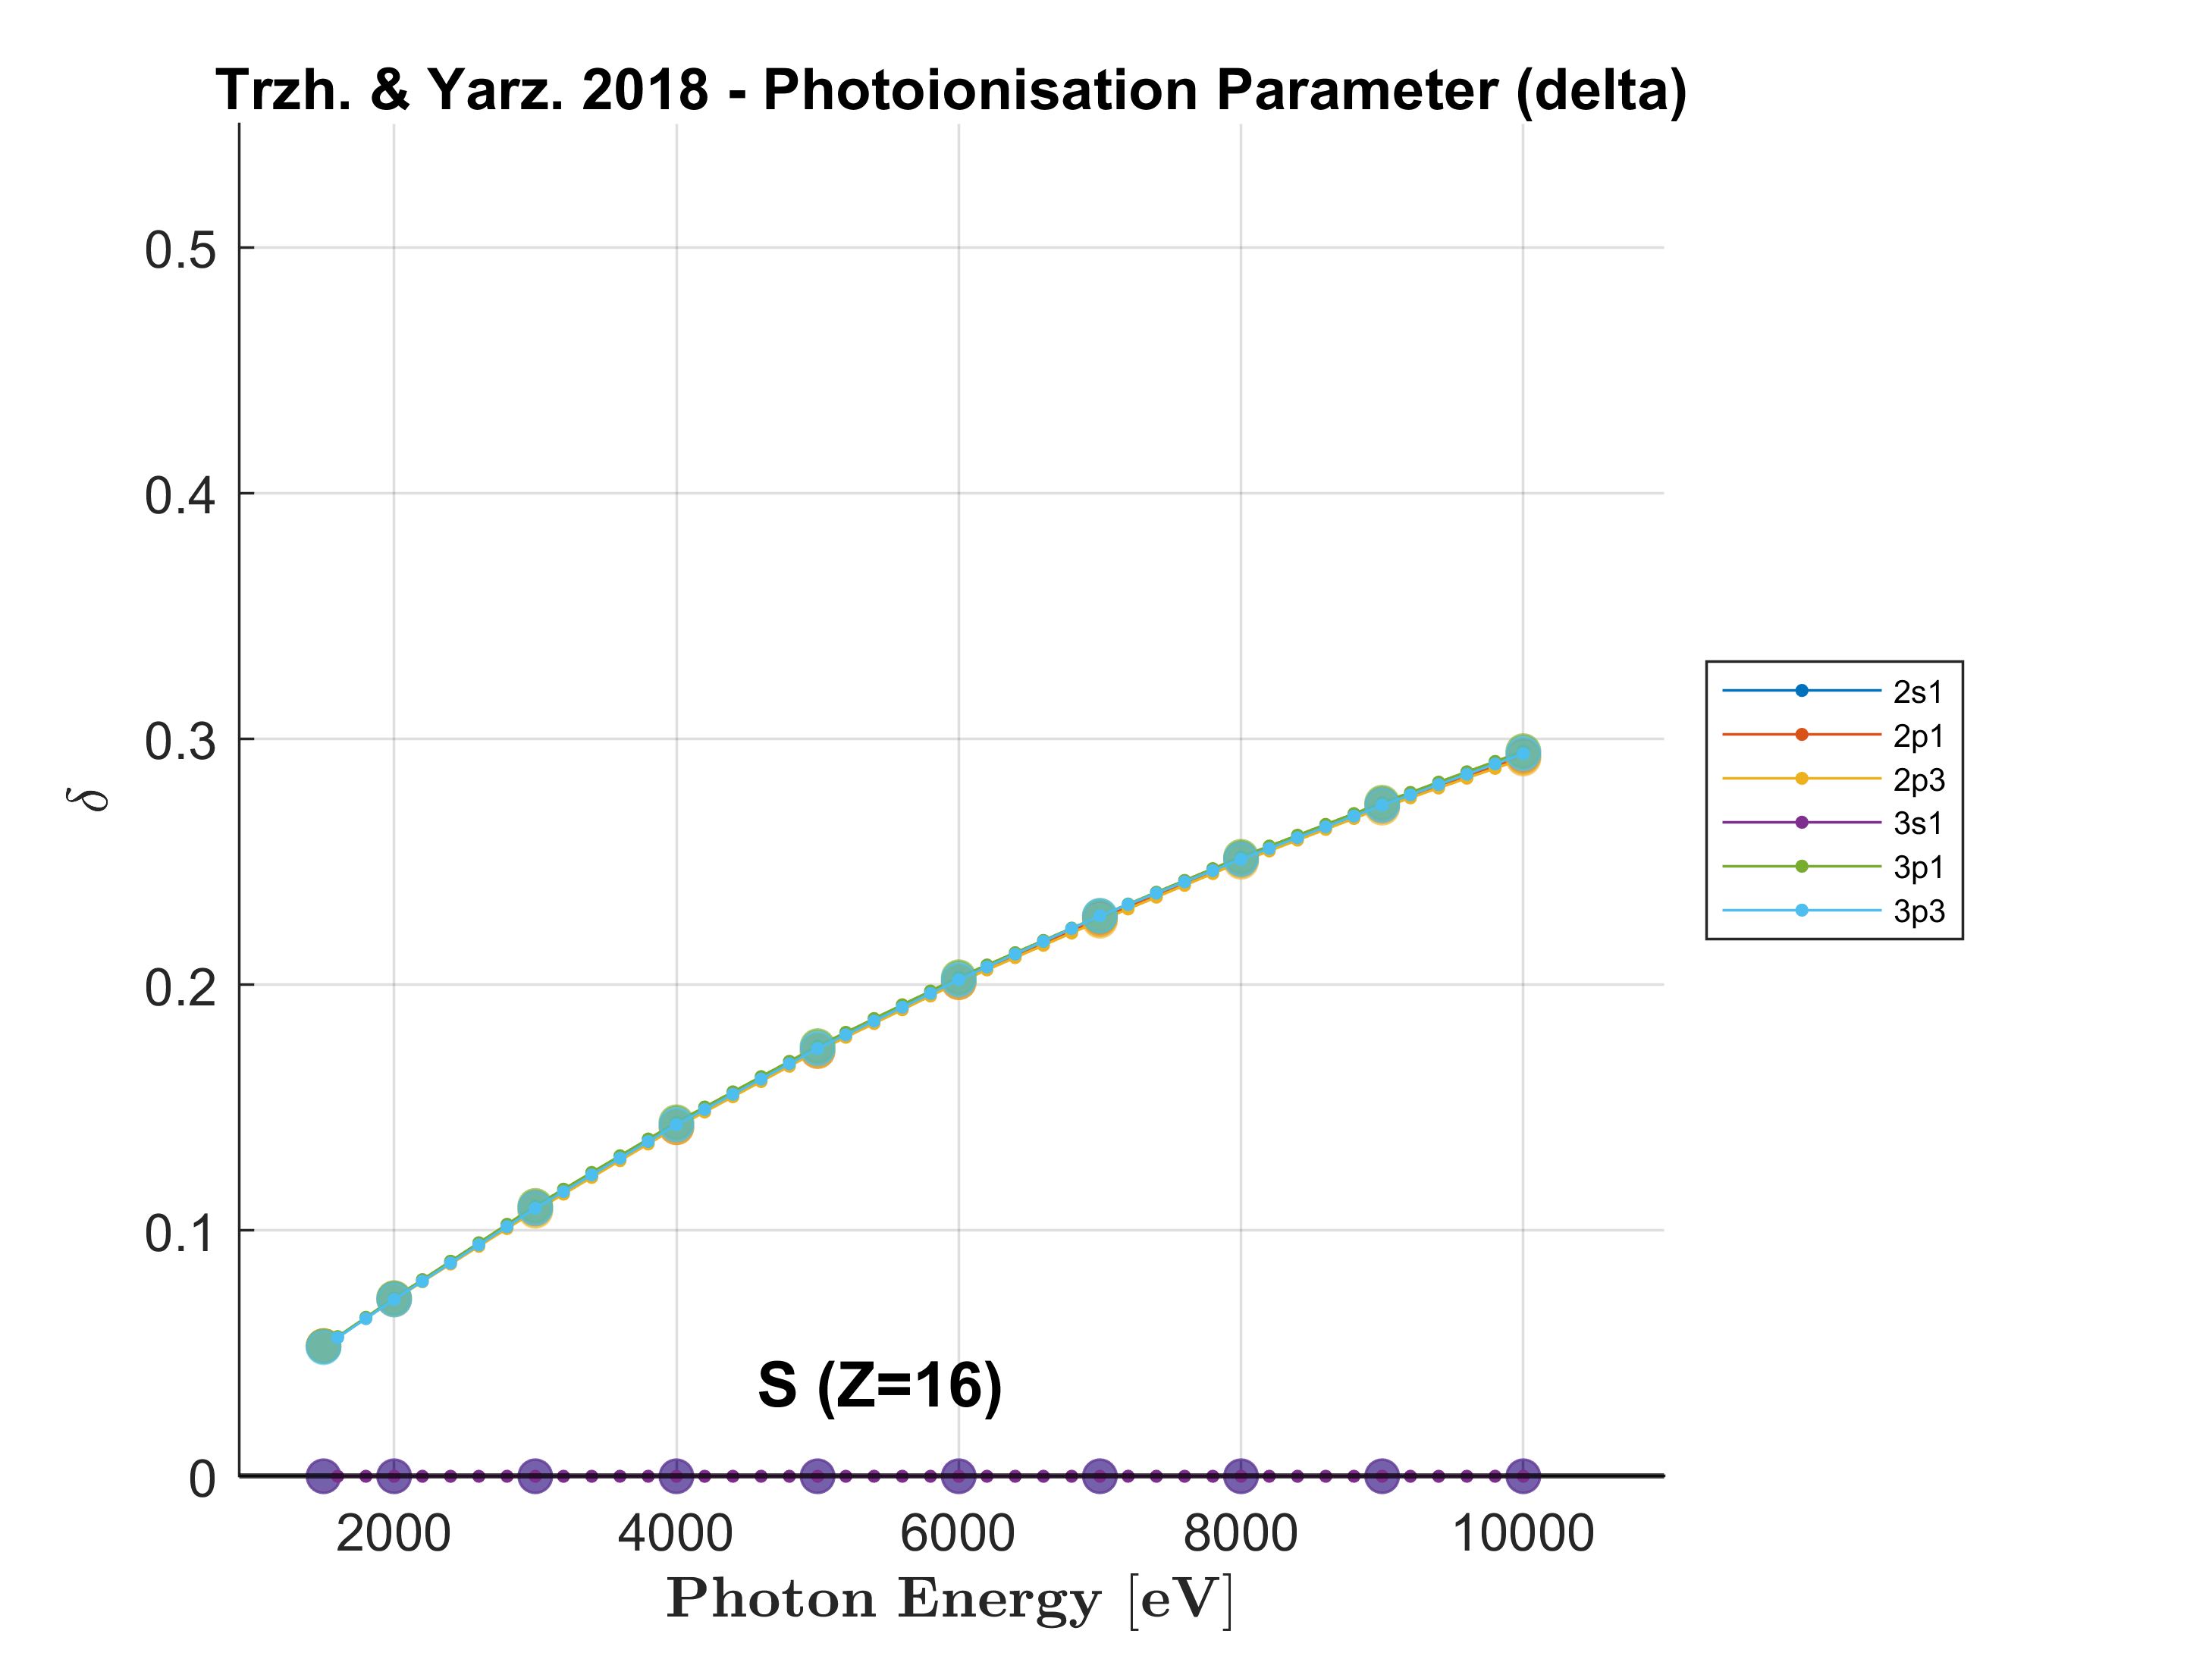 Trzh. & Yarz. 2018 - Photoionisation Parameter (delta)
0.5
0.4
0.3
0.2
0.1
0
δ
2s1
2p1
2p3
3s1
3p1
3p3
S (Z=16)
2000 4000 6000 8000 10000
Photon Energy [eV]